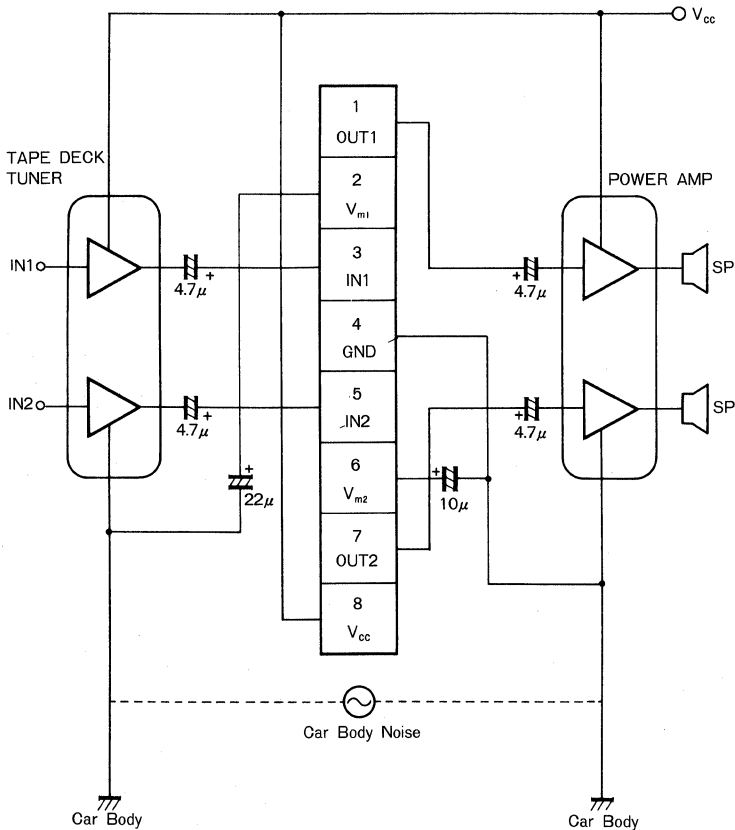 Vcc
1
OUT1
TAPE DECK
TUNER
2
Vm1
POWER AMP
IN1
4.7μ
+
3
IN1
+
4.7μ
SP
4
GND
IN2
4.7μ
+
5
IN2
+
4.7μ
SP
+
22μ
6
Vm2
+
10μ
7
OUT2
8
Vcc
Car Body Noise
Car Body
Car Body